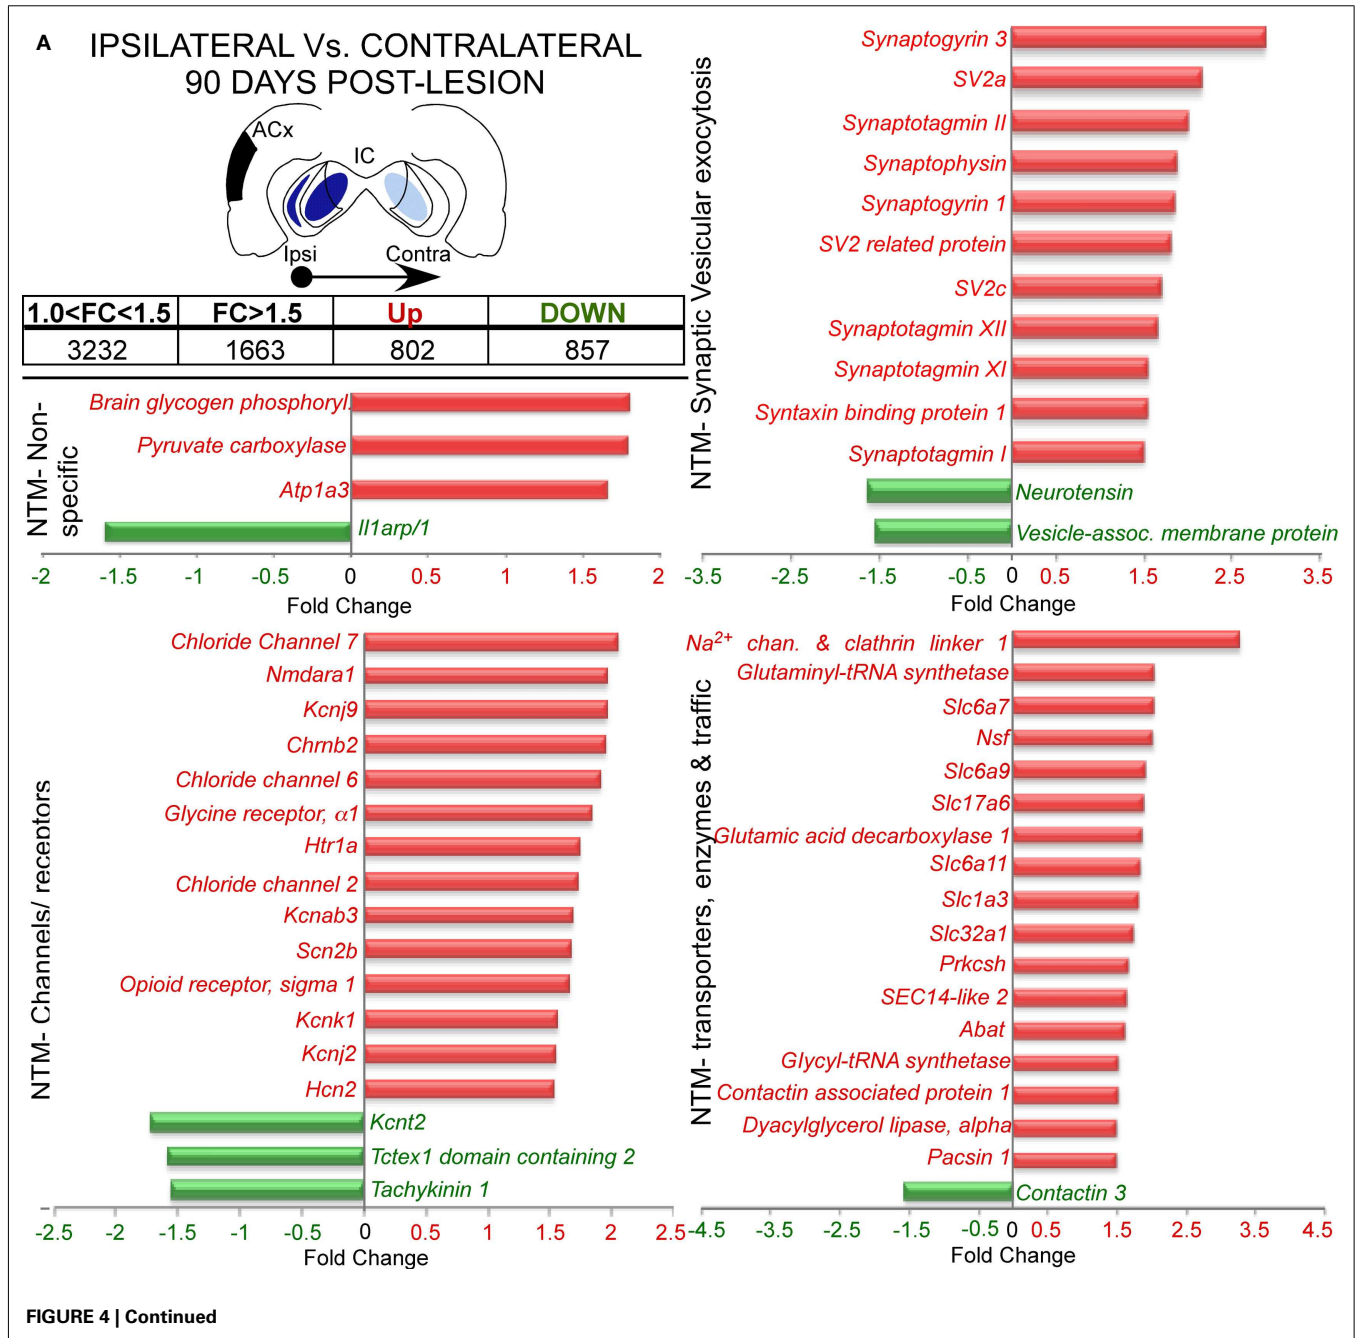 A
IPSILATERAL Vs. CONTRALATERAL
90 DAYS POST-LESION
ACx
IC
Ipsi
Contra
1.0<FC<1.5 FC>1.5 Up DOWN
3232 1663 802 857
NTM- Non-
specific
Brain glycogen phosphoryl.
Pyruvate carboxylase
Atp1a3
Il1arp/1
-2 -1.5 -1 -0.5 0 0.5 1 1.5 2
Fold Change
NTM- Synaptic Vesicular exocytosis
Synaptogyrin 3
SV2a
Synaptotagmin II
Synaptophysin
Synaptogyrin 1
SV2 related protein
SV2c
Synaptotagmin XII
Synaptotagmin XI
Syntaxin binding protein 1
Synaptotagmin I
Neurotensin
Vesicle-assoc. membrane protein
-3.5 -2.5 -1.5 -0.5 0 0.5 1.5 2.5 3.5
Fold Change
NTM- Channels/ receptors
Chloride Channel 7
Nmdara1
Kcnj9
Chrnb2
Chloride channel 6
Glycine receptor, α1
Htr1a
Chloride channel 2
Kcnab3
Scn2b
Opioid receptor, sigma 1
Kcnk1
Kcnj2
Hcn2
Kcnt2
Tctex1 domain containing 2
Tachykinin 1
-2.5 -2 -1.5 -1 -0.5 0 0.5 1 1.5 2 2.5
Fold Change
NTM- transporters, enzymes & traffic
Na2+ chan. & clathrin linker 1
Glutaminyl-tRNA synthetase
Slc6a7
Nsf
Slc6a9
Slc17a6
Glutamic acid decarboxylase 1
Slc6a11
Slc1a3
Slc32a1
Prkcsh
SEC14-like 2
Abat
Glycyl-tRNA synthetase
Contactin associated protein 1
Dyacylglycerol lipase, alpha
Pacsin 1
Contactin 3
-4.5 -3.5 -2.5 -1.5 -0.5 0 0.5 1.5 2.5 3.5 4.5
Fold Change
FIGURE 4 | Continued